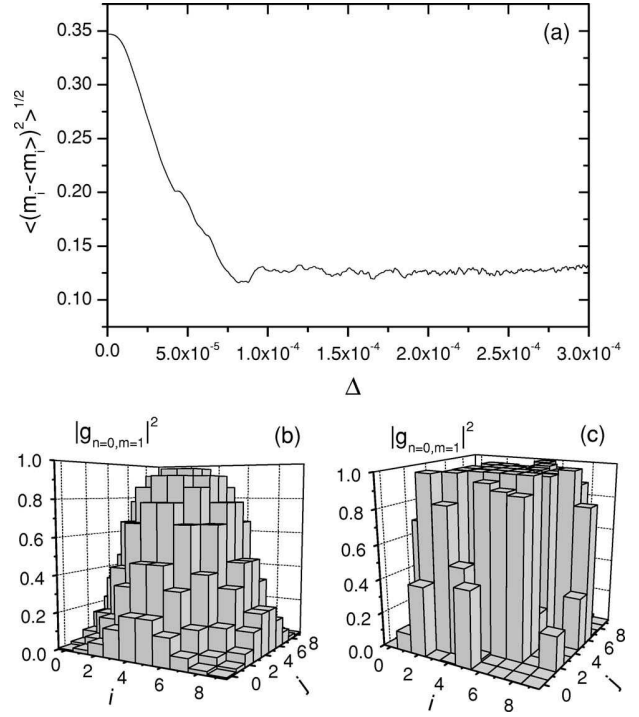 (a)
<(m_i-<m_i>)^2>^{1/2}
0.35
0.30
0.25
0.20
0.15
0.10
0.0 5.0x10^{-5} 1.0x10^{-4} 1.5x10^{-4} 2.0x10^{-4} 2.5x10^{-4} 3.0x10^{-4}
Δ
|g_{n=0,m=1}|^2 (b)
1.0
0.8
0.6
0.4
0.2
0.0
0 2 4 6 8
i
0 2 4 6 8
j
|g_{n=0,m=1}|^2 (c)
1.0
0.8
0.6
0.4
0.2
0.0
0 2 4 6 8
i
0 2 4 6 8
j